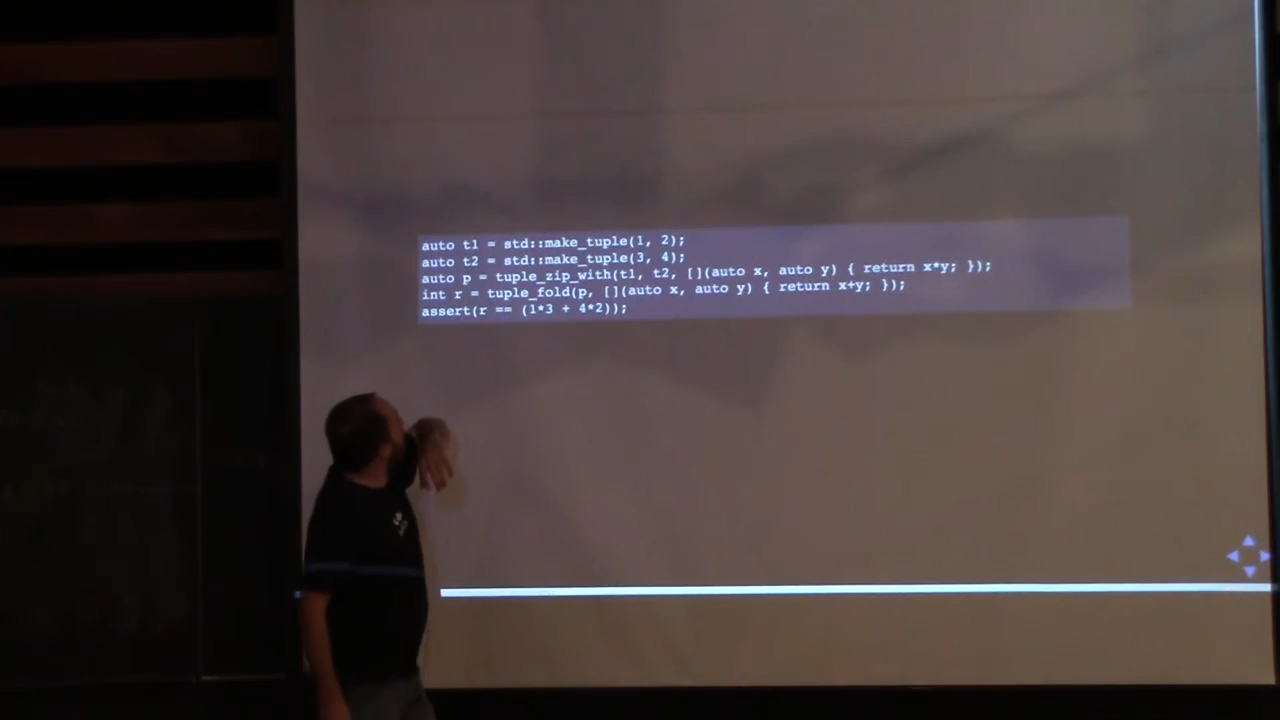 auto t1 = std::make_tuple(1, 2);
auto t2 = std::make_tuple(3, 4);
auto p = tuple_zip_with(t1, t2, [](auto x, auto y) { return x*y; });
int r = tuple_fold(p, [](auto x, auto y) { return x+y; });
assert(r == (1*3 + 4*2));